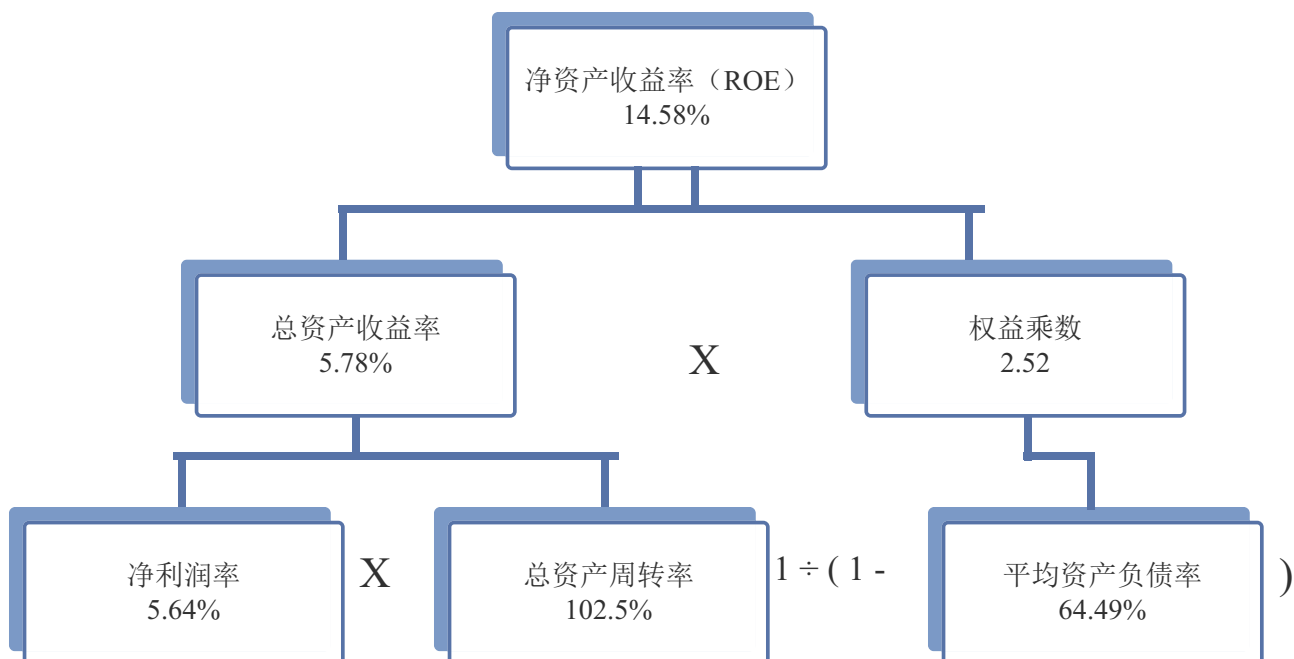 净资产收益率（ROE）
14.58%
总资产收益率
5.78%
X
权益乘数
2.52
净利润率
5.64%
X
总资产周转率
102.5%
1 ÷ ( 1 -
平均资产负债率
64.49%
)